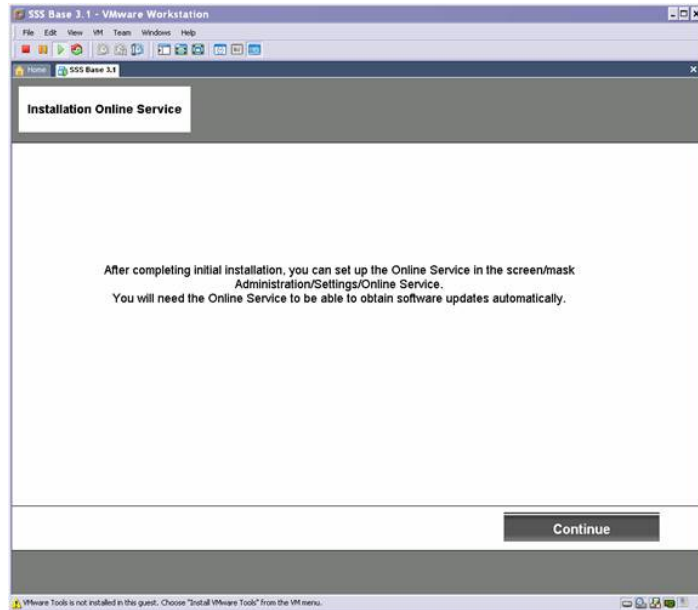 SSS Base 3.1 - VMware Workstation
File Edit View VM Team Windows Help
Home SSS Base 3.1
Installation Online Service
After completing initial installation, you can set up the Online Service in the screen/mask
Administration/Settings/Online Service.
You will need the Online Service to be able to obtain software updates automatically.
Continue
VMware Tools is not installed in this guest. Choose "Install VMware Tools" from the VM menu.